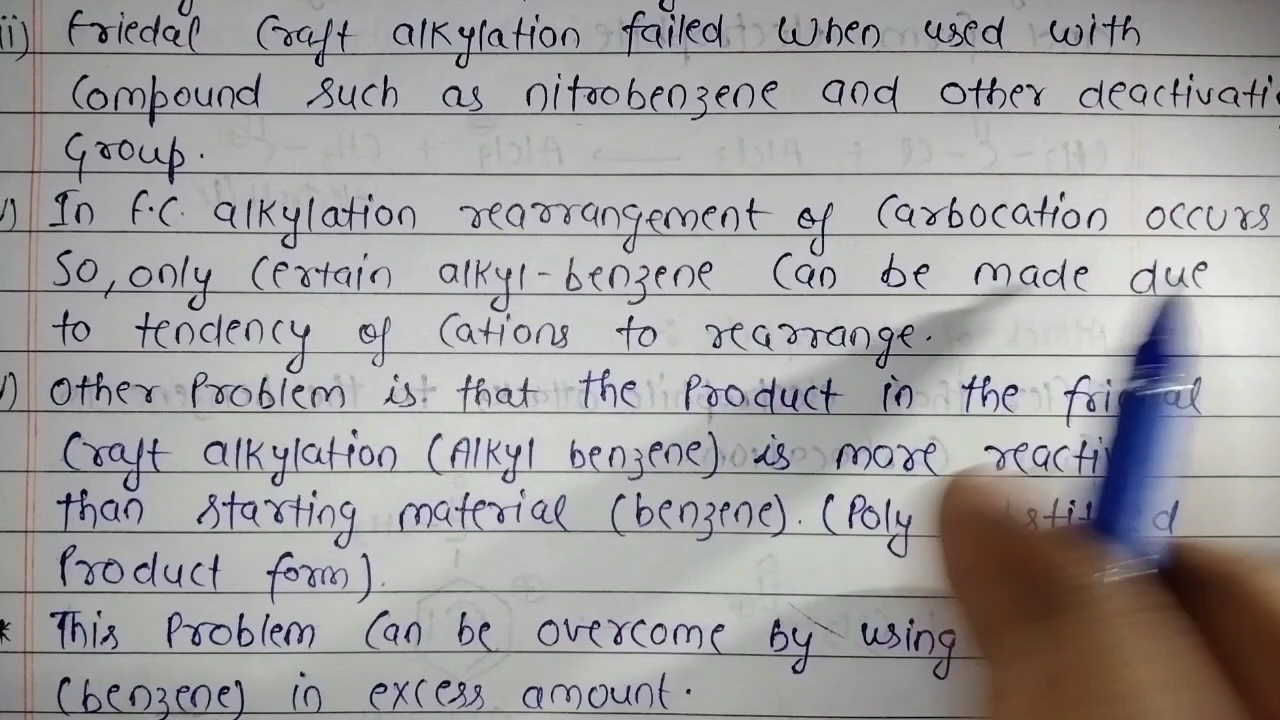 ii) Friedal Craft alkylation failed when used with
Compound such as nitrobenzene and other deactivati
Group.
In F.C. alkylation rearrangement of Carbocation occurs
So, only Certain alkyl-benzene Can be made due
to tendency of Cations to rearrange.
Other Problem is that the Product in the
Craft alkylation (Alkyl benzene) is more reacti
than starting material (benzene). (Poly
Product form).
* This Problem Can be overcome by using
(benzene) in excess amount.